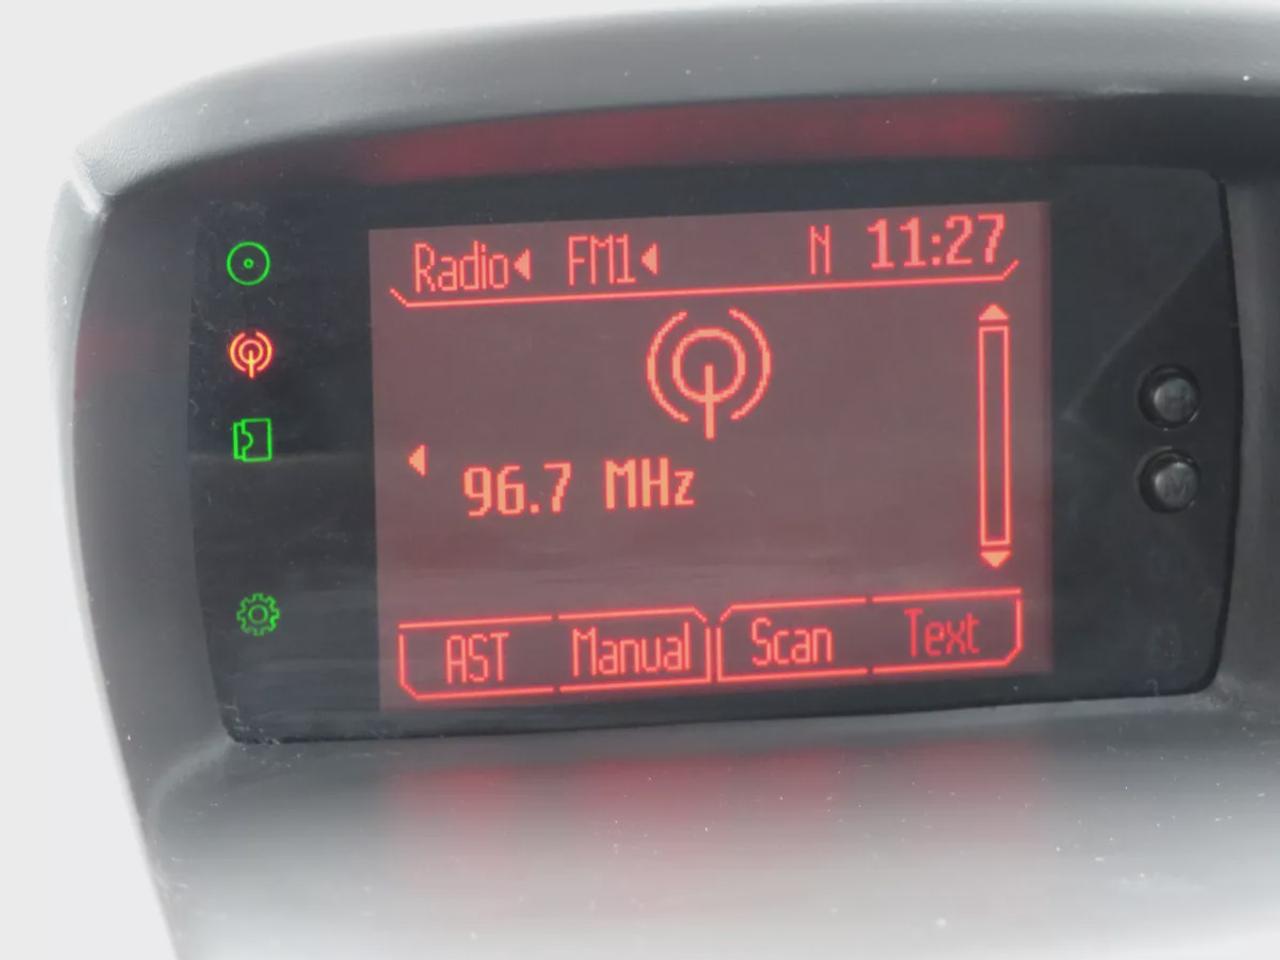 Radio FM1 N 11:27
96.7 MHz
AST Manual Scan Text
H
M